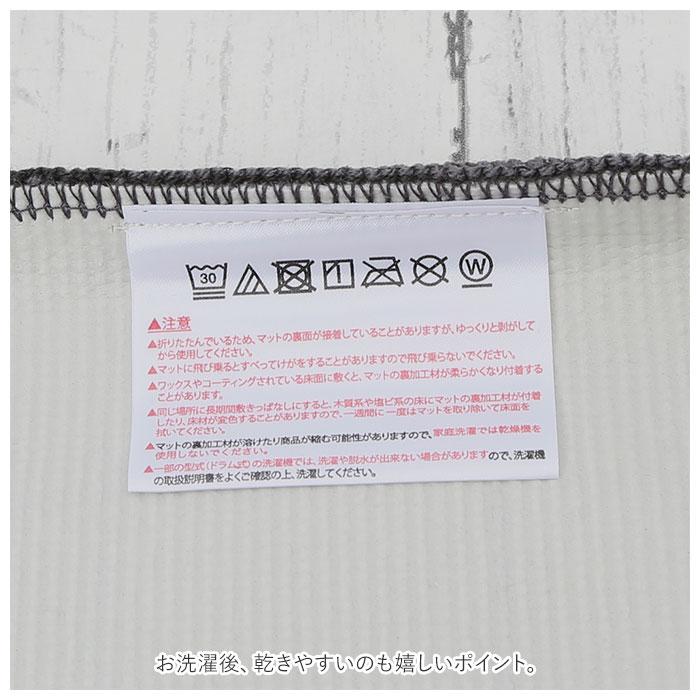 30 W
▲注意
▲折りたたんでいるため、マットの裏面が接着していることがありますが、ゆっくりと剥がして
から使用してください。
▲マットに飛び乗るとすべってけがをすることがありますので飛び乗らないでください。
▲ワックスやコーティングされている床面に敷くと、マットの裏加工材が柔らかくなり付着する
ことがあります。
▲同じ場所に長期間敷きっぱなしにすると、木質系や塩ビ系の床にマットの裏加工材が付着
したり、床材が変色することがありますので、一週間に一度はマットを取り除いて床面を
拭いてください。
▲マットの裏加工材が溶けたり商品が縮む可能性がありますので、家庭洗濯では乾燥機を
使用しないでください。
▲一部の型式(ドラム式)の洗濯機では、洗濯や脱水が出来ない場合がありますので、洗濯機
の取扱説明書をよくご確認の上、洗濯してください。
お洗濯後、乾きやすいのも嬉しいポイント。